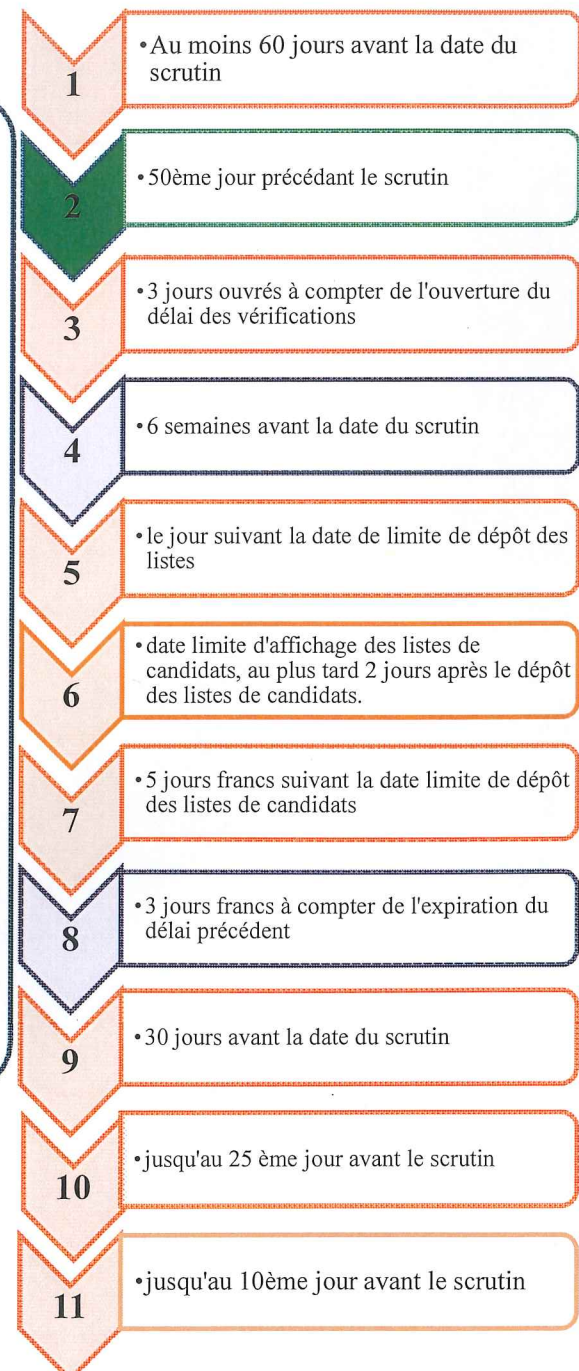 1
•Au moins 60 jours avant la date du
scrutin
2
•50ème jour précédant le scrutin
3
•3 jours ouvrés à compter de l'ouverture du
délai des vérifications
4
•6 semaines avant la date du scrutin
5
•le jour suivant la date de limite de dépôt des
listes
6
•date limite d'affichage des listes de
candidats, au plus tard 2 jours après le dépôt
des listes de candidats.
7
•5 jours francs suivant la date limite de dépôt
des listes de candidats
8
•3 jours francs à compter de l'expiration du
délai précédent
9
•30 jours avant la date du scrutin
10
•jusqu'au 25 ème jour avant le scrutin
11
•jusqu'au 10ème jour avant le scrutin